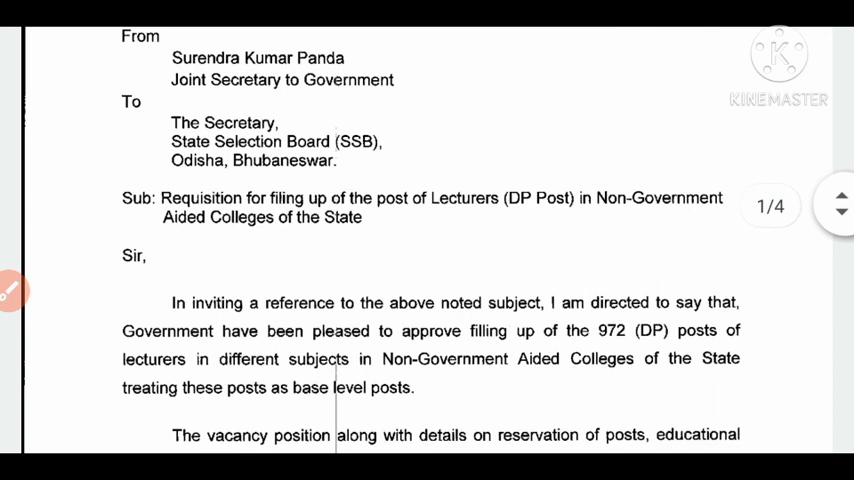 From
Surendra Kumar Panda
Joint Secretary to Government
To
The Secretary,
State Selection Board (SSB),
Odisha, Bhubaneswar.
Sub: Requisition for filing up of the post of Lecturers (DP Post) in Non-Government
Aided Colleges of the State
Sir,
In inviting a reference to the above noted subject, I am directed to say that,
Government have been pleased to approve filling up of the 972 (DP) posts of
lecturers in different subjects in Non-Government Aided Colleges of the State
treating these posts as base level posts.
The vacancy position along with details on reservation of posts, educational
K
KINEMASTER
1/4